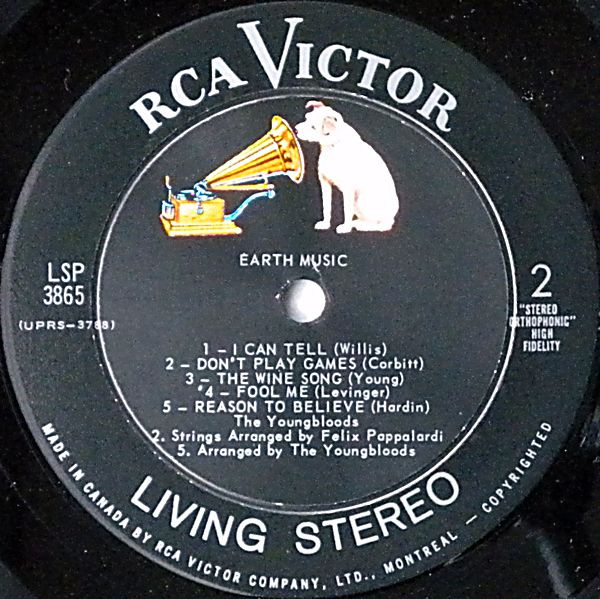 RCA VICTOR
EARTH MUSIC
LSP
3865
(UPRS-3788)
2
"STEREO
ORTHOPHONIC"
HIGH
FIDELITY
1 – I CAN TELL (Willis)
2 – DON'T PLAY GAMES (Corbitt)
3 – THE WINE SONG (Young)
4 – FOOL ME (Levinger)
5 – REASON TO BELIEVE (Hardin)
The Youngbloods
2. Strings Arranged by Felix Pappalardi
5. Arranged by The Youngbloods
LIVING STEREO
MADE IN CANADA BY RCA VICTOR COMPANY, LTD., MONTREAL – COPYRIGHTED